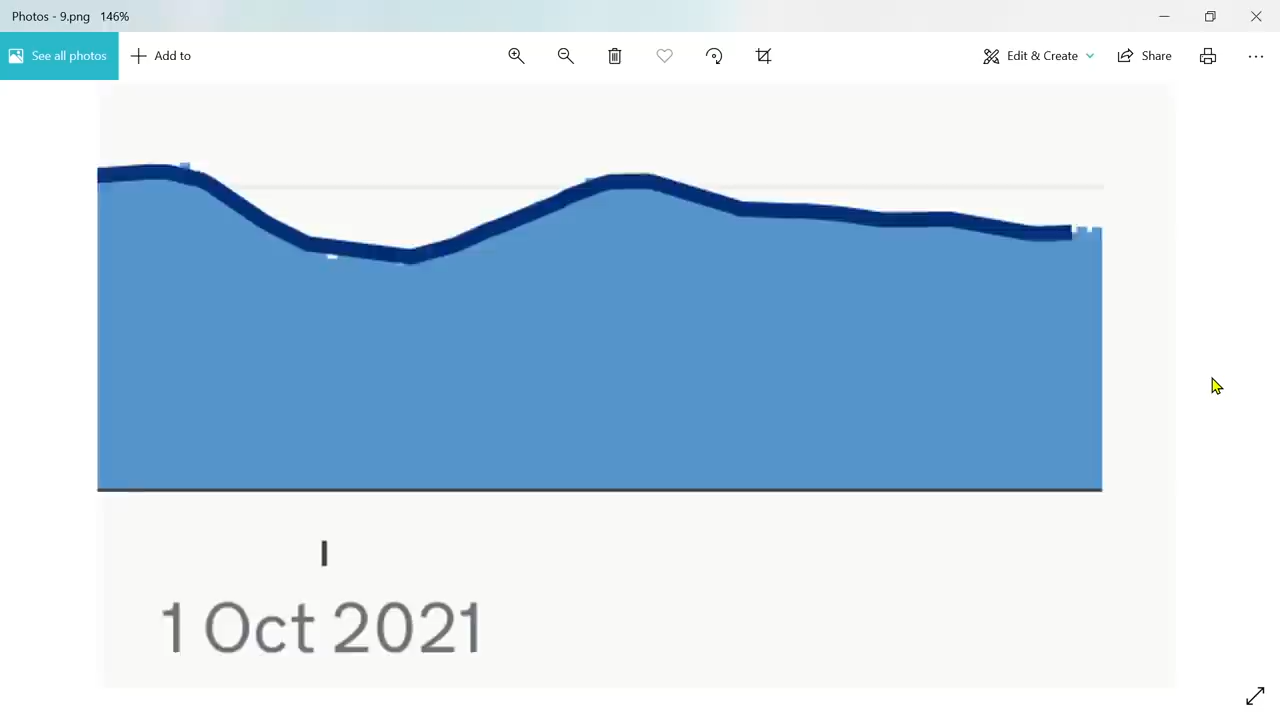 Photos - 9.png 146%
See all photos
Add to
Edit & Create
Share
1 Oct 2021